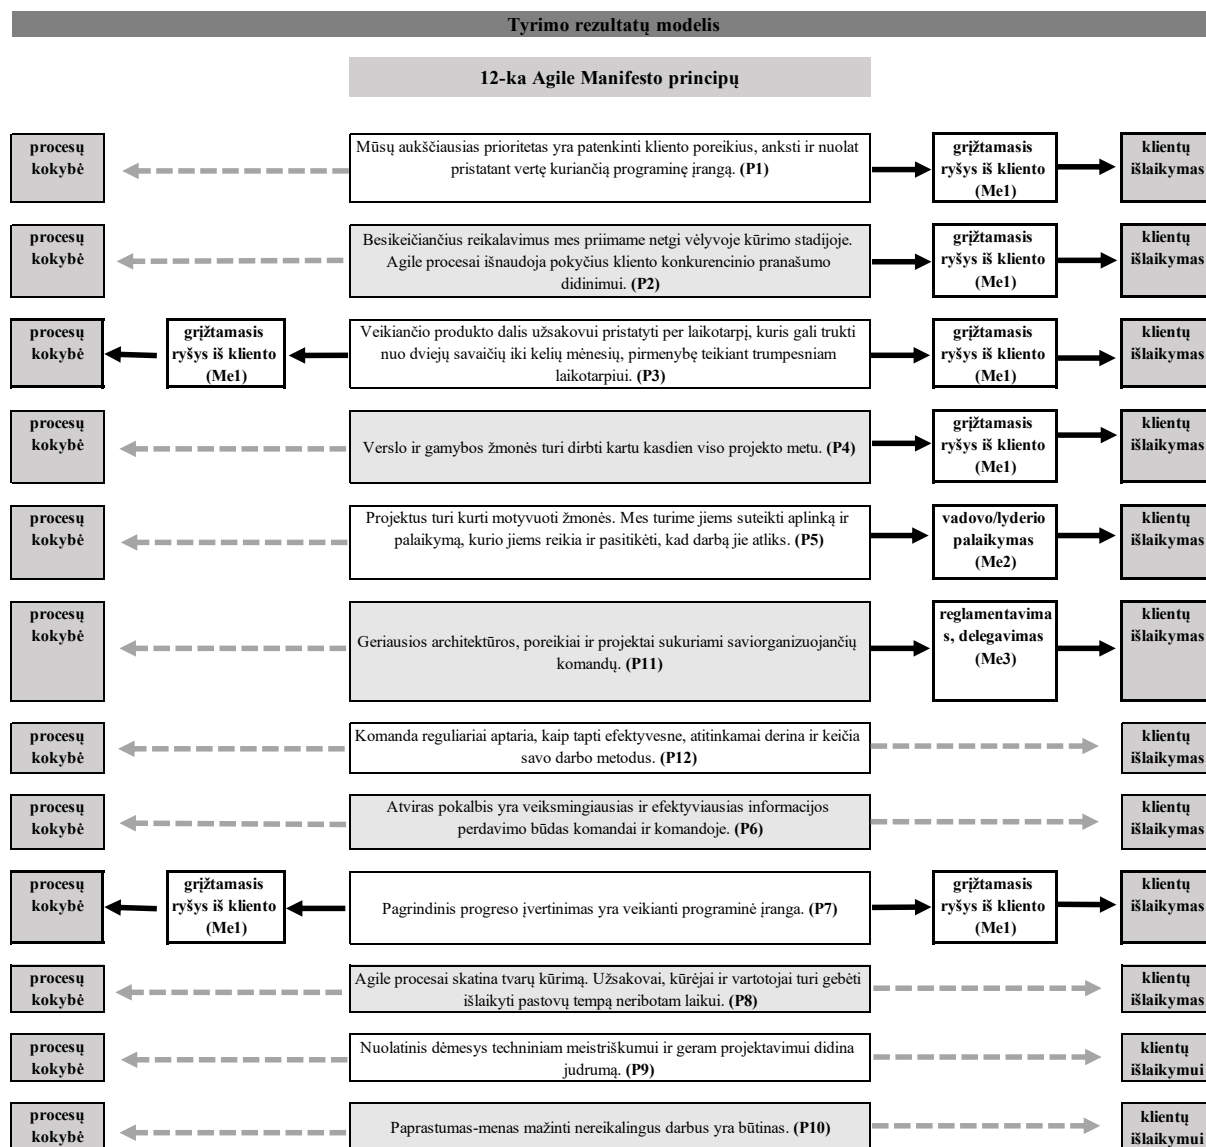 Tyrimo rezultatų modelis
12-ka Agile Manifesto principų
procesų
kokybė
Mūsų aukščiausias prioritetas yra patenkinti kliento poreikius, anksti ir nuolat
pristatant vertę kuriančią programinę įrangą. (P1)
grįžtamasis
ryšys iš kliento
(Me1)
klientų
išlaikymas
procesų
kokybė
Besikeičiančius reikalavimus mes priimame netgi vėlyvoje kūrimo stadijoje.
Agile procesai išnaudoja pokyčius kliento konkurencinio pranašumo
didinimui. (P2)
grįžtamasis
ryšys iš kliento
(Me1)
klientų
išlaikymas
procesų
kokybė
grįžtamasis
ryšys iš kliento
(Me1)
Veikiančio produkto dalis užsakovui pristatyti per laikotarpį, kuris gali trukti
nuo dviejų savaičių iki kelių mėnesių, pirmenybę teikiant trumpesniam
laikotarpiui. (P3)
grįžtamasis
ryšys iš kliento
(Me1)
klientų
išlaikymas
procesų
kokybė
Verslo ir gamybos žmonės turi dirbti kartu kasdien viso projekto metu. (P4)
grįžtamasis
ryšys iš kliento
(Me1)
klientų
išlaikymas
procesų
kokybė
Projektus turi kurti motyvuoti žmonės. Mes turime jiems suteikti aplinką ir
palaikymą, kurio jiems reikia ir pasitikėti, kad darbą jie atliks. (P5)
vadovo/lyderio
palaikymas
(Me2)
klientų
išlaikymas
procesų
kokybė
Geriausios architektūros, poreikiai ir projektai sukuriami saviorganizuojančių
komandų. (P11)
reglamentavima
s, delegavimas
(Me3)
klientų
išlaikymas
procesų
kokybė
Komanda reguliariai aptaria, kaip tapti efektyvesne, atitinkamai derina ir keičia
savo darbo metodus. (P12)
klientų
išlaikymas
procesų
kokybė
Atviras pokalbis yra veiksmingiausias ir efektyviausias informacijos
perdavimo būdas komandai ir komandoje. (P6)
klientų
išlaikymas
procesų
kokybė
grįžtamasis
ryšys iš kliento
(Me1)
Pagrindinis progreso įvertinimas yra veikianti programinė įranga. (P7)
grįžtamasis
ryšys iš kliento
(Me1)
klientų
išlaikymas
procesų
kokybė
Agile procesai skatina tvarų kūrimą. Užsakovai, kūrėjai ir vartotojai turi gebėti
išlaikyti pastovų tempą neribotam laikui. (P8)
klientų
išlaikymas
procesų
kokybė
Nuolatinis dėmesys techniniam meistriškumui ir geram projektavimui didina
judrumą. (P9)
klientų
išlaikymui
procesų
kokybė
Paprastumas-menas mažinti nereikalingus darbus yra būtinas. (P10)
klientų
išlaikymui